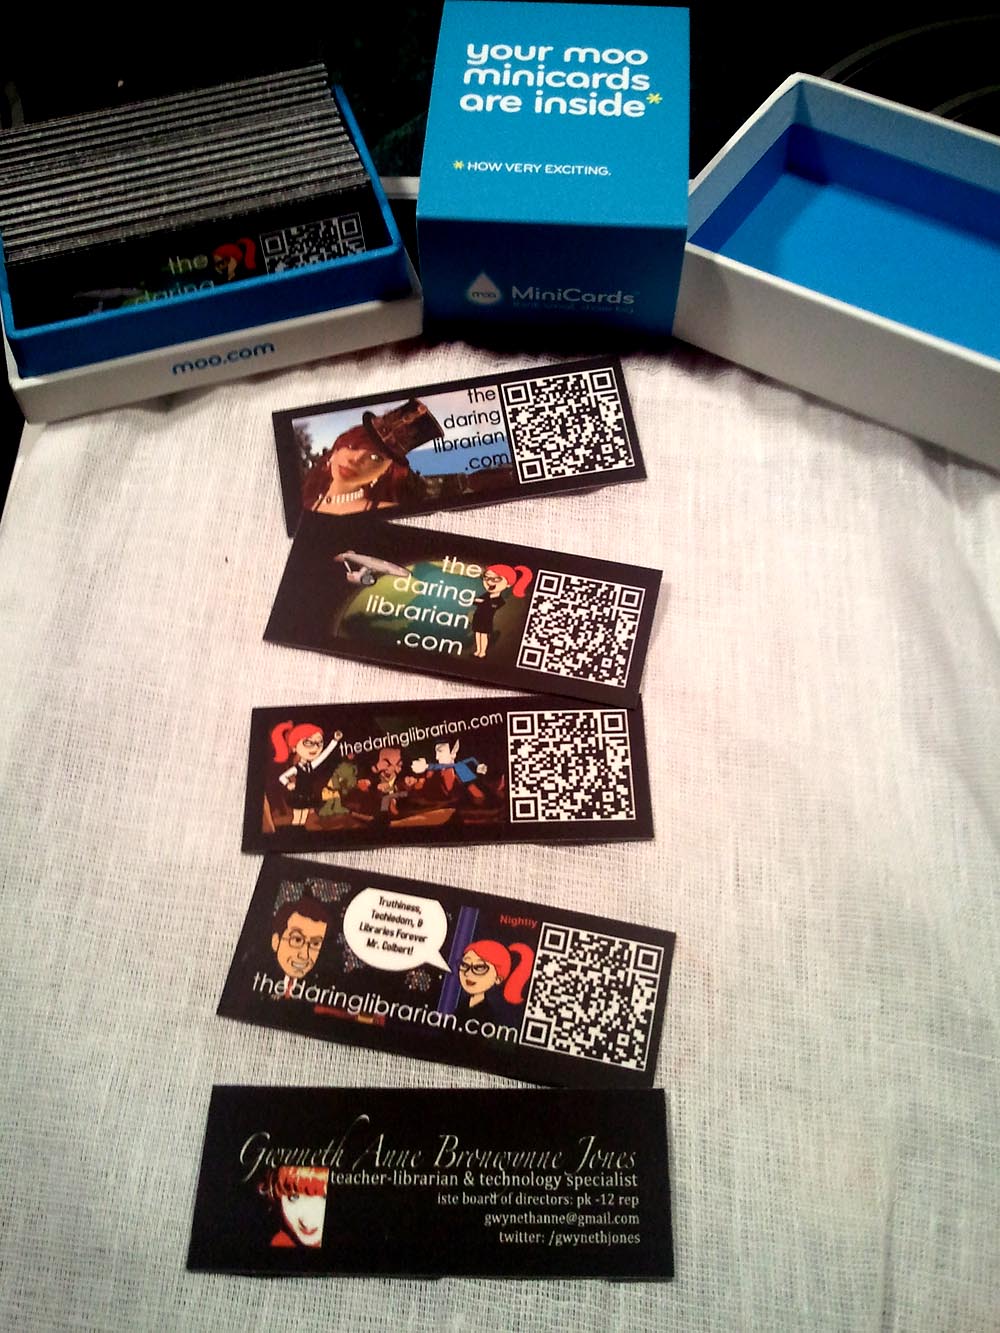 your moo
minicards
are inside*
* HOW VERY EXCITING.
moo MiniCards
the
daring
moo.com
the
daring
librarian
.com
the
daring
librarian
.com
thedaringlibrarian.com
Truthiness,
Techiedom, &
Libraries Forever
Mr. Colbert!
Nightly
thedaringlibrarian.com
Gwyneth Anne Bronwynne Jones
teacher-librarian & technology specialist
iste board of directors: pk -12 rep
gwynethanne@gmail.com
twitter: /gwynethjones